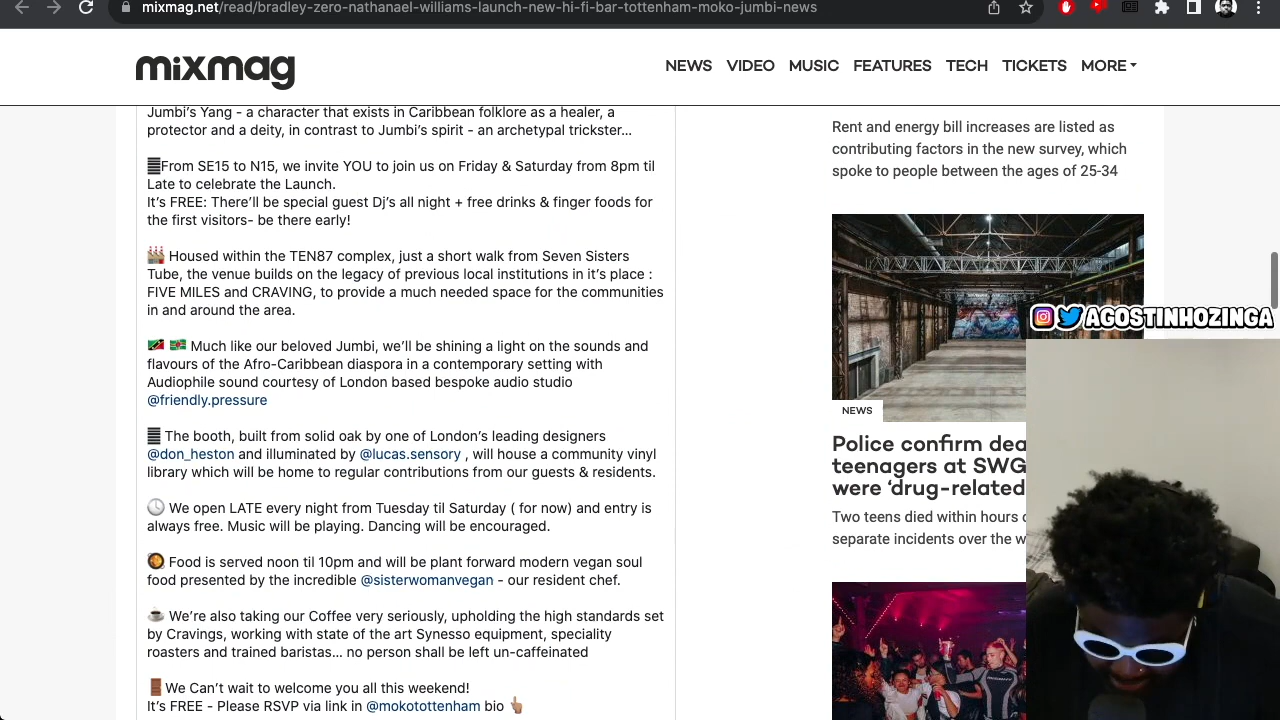 mixmag.net/read/bradley-zero-nathanael-williams-launch-new-hi-fi-bar-tottenham-moko-jumbi-news
mixmag
NEWS VIDEO MUSIC FEATURES TECH TICKETS MORE
Jumbi’s Yang - a character that exists in Caribbean folklore as a healer, a
protector and a deity, in contrast to Jumbi’s spirit - an archetypal trickster...
From SE15 to N15, we invite YOU to join us on Friday & Saturday from 8pm til
Late to celebrate the Launch.
It’s FREE: There’ll be special guest Dj’s all night + free drinks & finger foods for
the first visitors- be there early!
Housed within the TEN87 complex, just a short walk from Seven Sisters
Tube, the venue builds on the legacy of previous local institutions in it’s place :
FIVE MILES and CRAVING, to provide a much needed space for the communities
in and around the area.
Much like our beloved Jumbi, we’ll be shining a light on the sounds and
flavours of the Afro-Caribbean diaspora in a contemporary setting with
Audiophile sound courtesy of London based bespoke audio studio
@friendly.pressure
The booth, built from solid oak by one of London’s leading designers
@don_heston and illuminated by @lucas.sensory , will house a community vinyl
library which will be home to regular contributions from our guests & residents.
We open LATE every night from Tuesday til Saturday ( for now) and entry is
always free. Music will be playing. Dancing will be encouraged.
Food is served noon til 10pm and will be plant forward modern vegan soul
food presented by the incredible @sisterwomanvegan - our resident chef.
We’re also taking our Coffee very seriously, upholding the high standards set
by Cravings, working with state of the art Synesso equipment, speciality
roasters and trained baristas... no person shall be left un-caffeinated
We Can’t wait to welcome you all this weekend!
It’s FREE - Please RSVP via link in @mokotottenham bio
Rent and energy bill increases are listed as
contributing factors in the new survey, which
spoke to people between the ages of 25-34
AGOSTINHOZINGA
NEWS
Police confirm dea
teenagers at SWG
were ‘drug-related
Two teens died within hours
separate incidents over the w